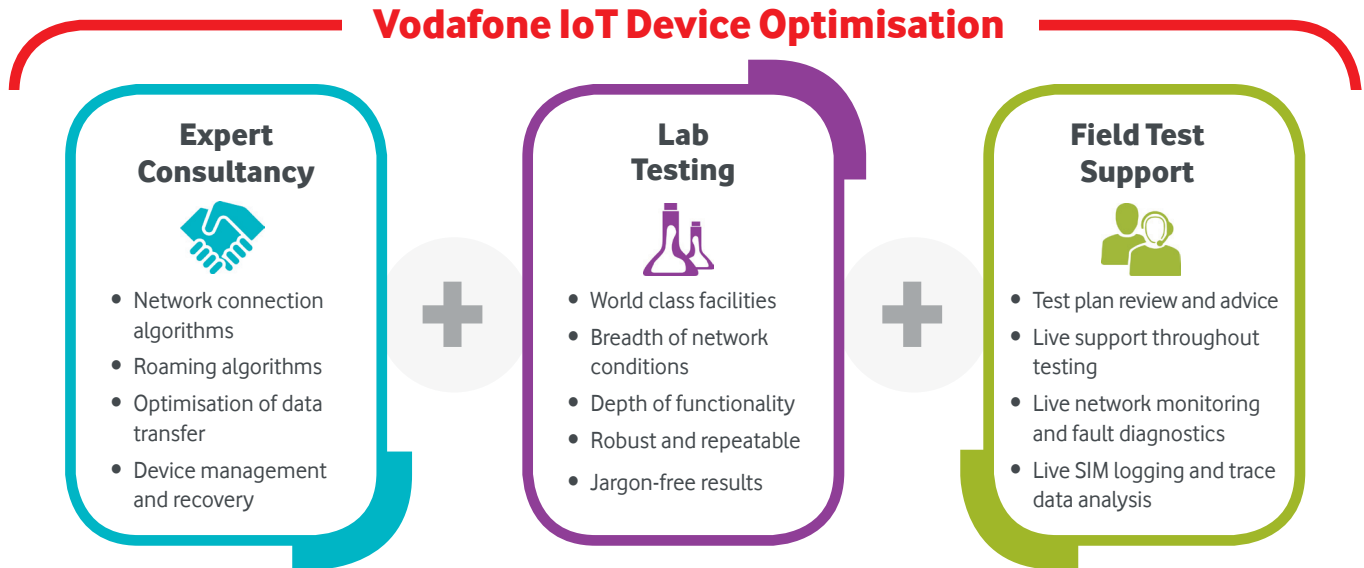 Vodafone IoT Device Optimisation
Expert
Consultancy
• Network connection
algorithms
• Roaming algorithms
• Optimisation of data
transfer
• Device management
and recovery
Lab
Testing
• World class facilities
• Breadth of network
conditions
• Depth of functionality
• Robust and repeatable
• Jargon-free results
Field Test
Support
• Test plan review and advice
• Live support throughout
testing
• Live network monitoring
and fault diagnostics
• Live SIM logging and trace
data analysis